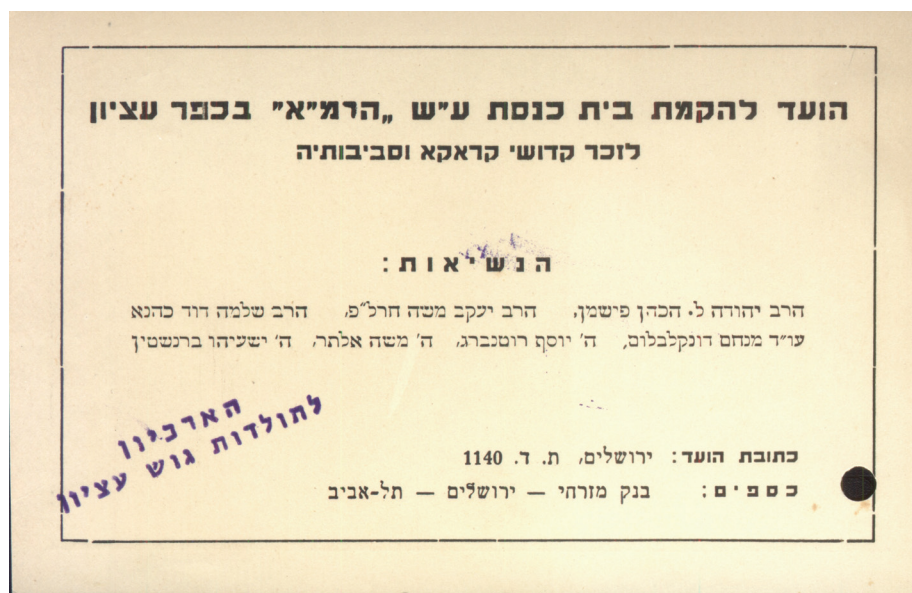 הועד להקמת בית כנסת ע״ש „הרמ״א״ בכפר עציון
לזכר קדושי קראקא וסביבותיה
הנשיאות:
הרב יהודה ל. הכהן פישמן, הרב יעקב משה חרל״פ, הרב שלמה דוד כהנא
עו״ד מנחם דונקלבלום, ה׳ יוסף רוטנברג, ה׳ משה אלתר, ה׳ ישעיהו ברנשטין
הארכיון
לתולדות גוש עציון
כתובת הועד: ירושלים, ת. ד. 1140
כספים: בנק מזרחי — ירושלים — תל-אביב